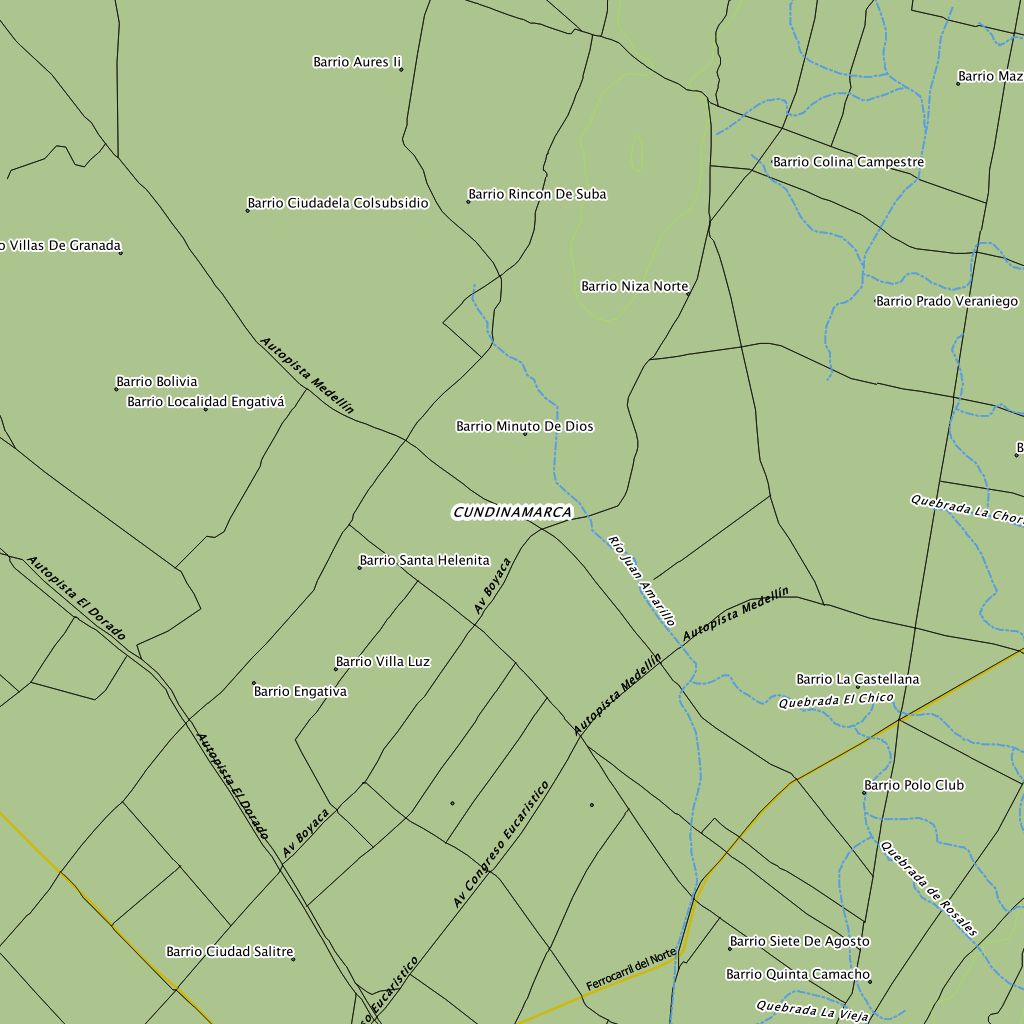 Barrio Aures Ii
Barrio Maz
Barrio Colina Campestre
Barrio Rincon De Suba
Barrio Ciudadela Colsubsidio
o Villas De Granada
Barrio Niza Norte
Barrio Prado Veraniego
Autopista Medellín
Barrio Bolivia
Barrio Localidad Engativá
Barrio Minuto De Dios
B
Quebrada La Chor
CUNDINAMARCA
Barrio Santa Helenita
Av Boyaca
Río Juan Amarillo
Autopista El Dorado
Autopista Medellín
Barrio Villa Luz
Barrio Engativa
Autopista Medellín
Barrio La Castellana
Quebrada El Chico
Autopista El Dorado
Barrio Polo Club
Av Boyaca
Av Congreso Eucaristico
Quebrada de Rosales
Barrio Ciudad Salitre
Barrio Siete De Agosto
Ferrocarril del Norte
Barrio Quinta Camacho
so Eucaristico
Quebrada La Vieja